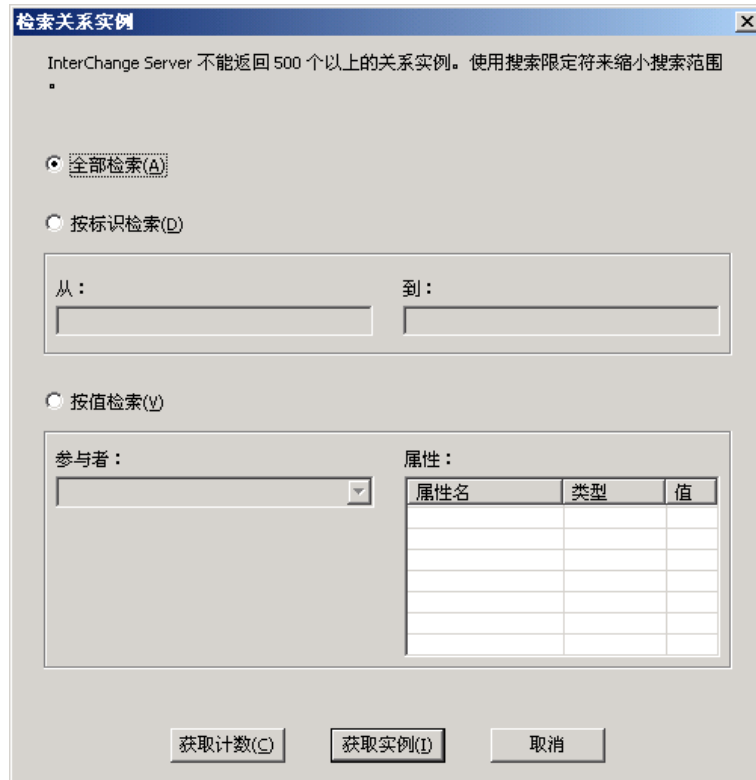 检索关系实例
InterChange Server 不能返回 500 个以上的关系实例。使用搜索限定符来缩小搜索范围
。
全部检索(A)
按标识检索(D)
从： 到：
按值检索(V)
参与者： 属性：
属性名 类型 值
获取计数(C) 获取实例(I) 取消